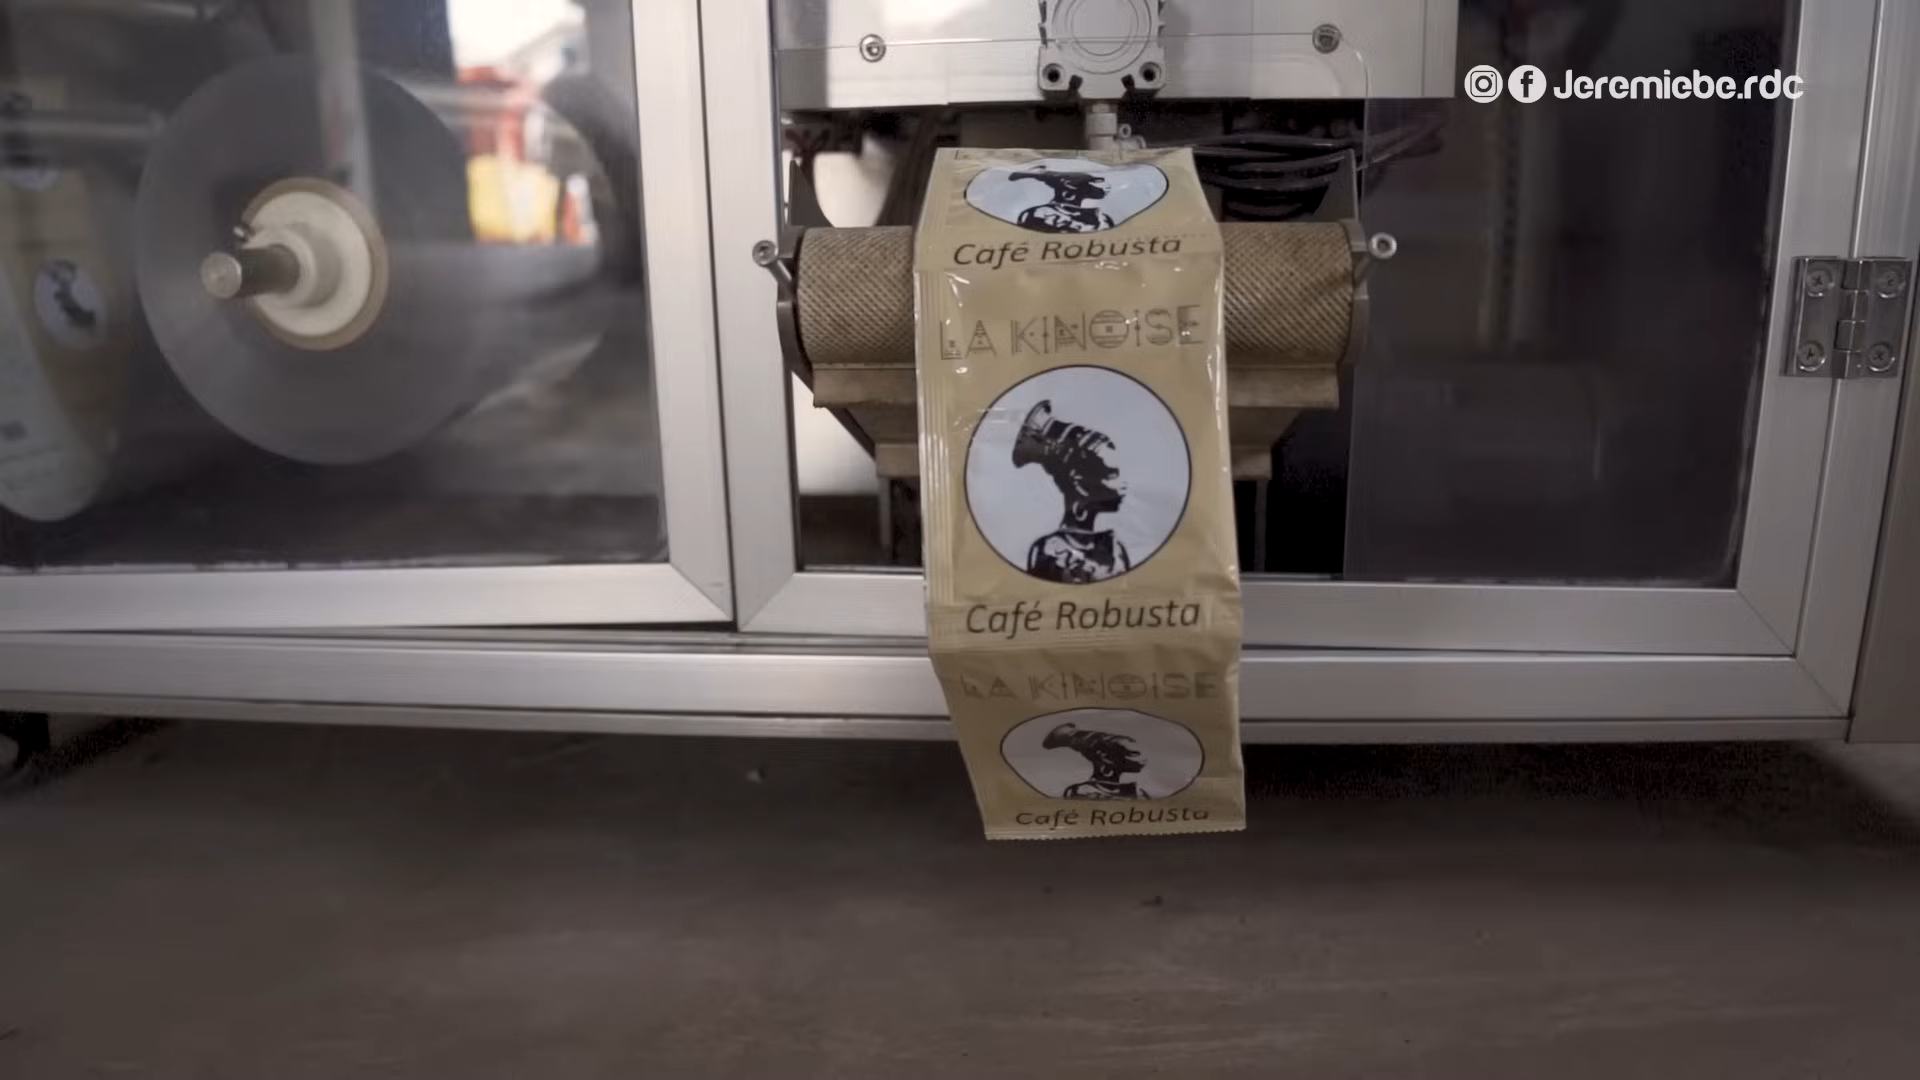 Jeremiebe.rdc
Café Robusta
LA KINOISE
Café Robusta
LA KINOISE
Café Robusta